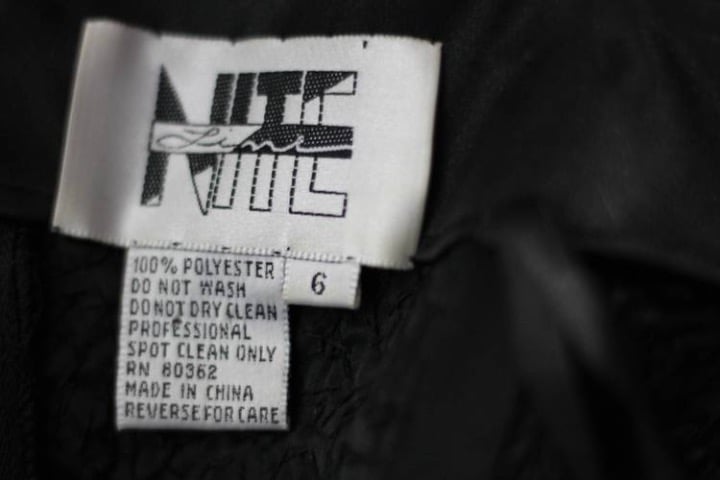 NITE
Limi
100% POLYESTER
6
DO NOT WASH
DO NOT DRY CLEAN
PROFESSIONAL
SPOT CLEAN ONLY
RN 80362
MADE IN CHINA
REVERSE FOR CARE